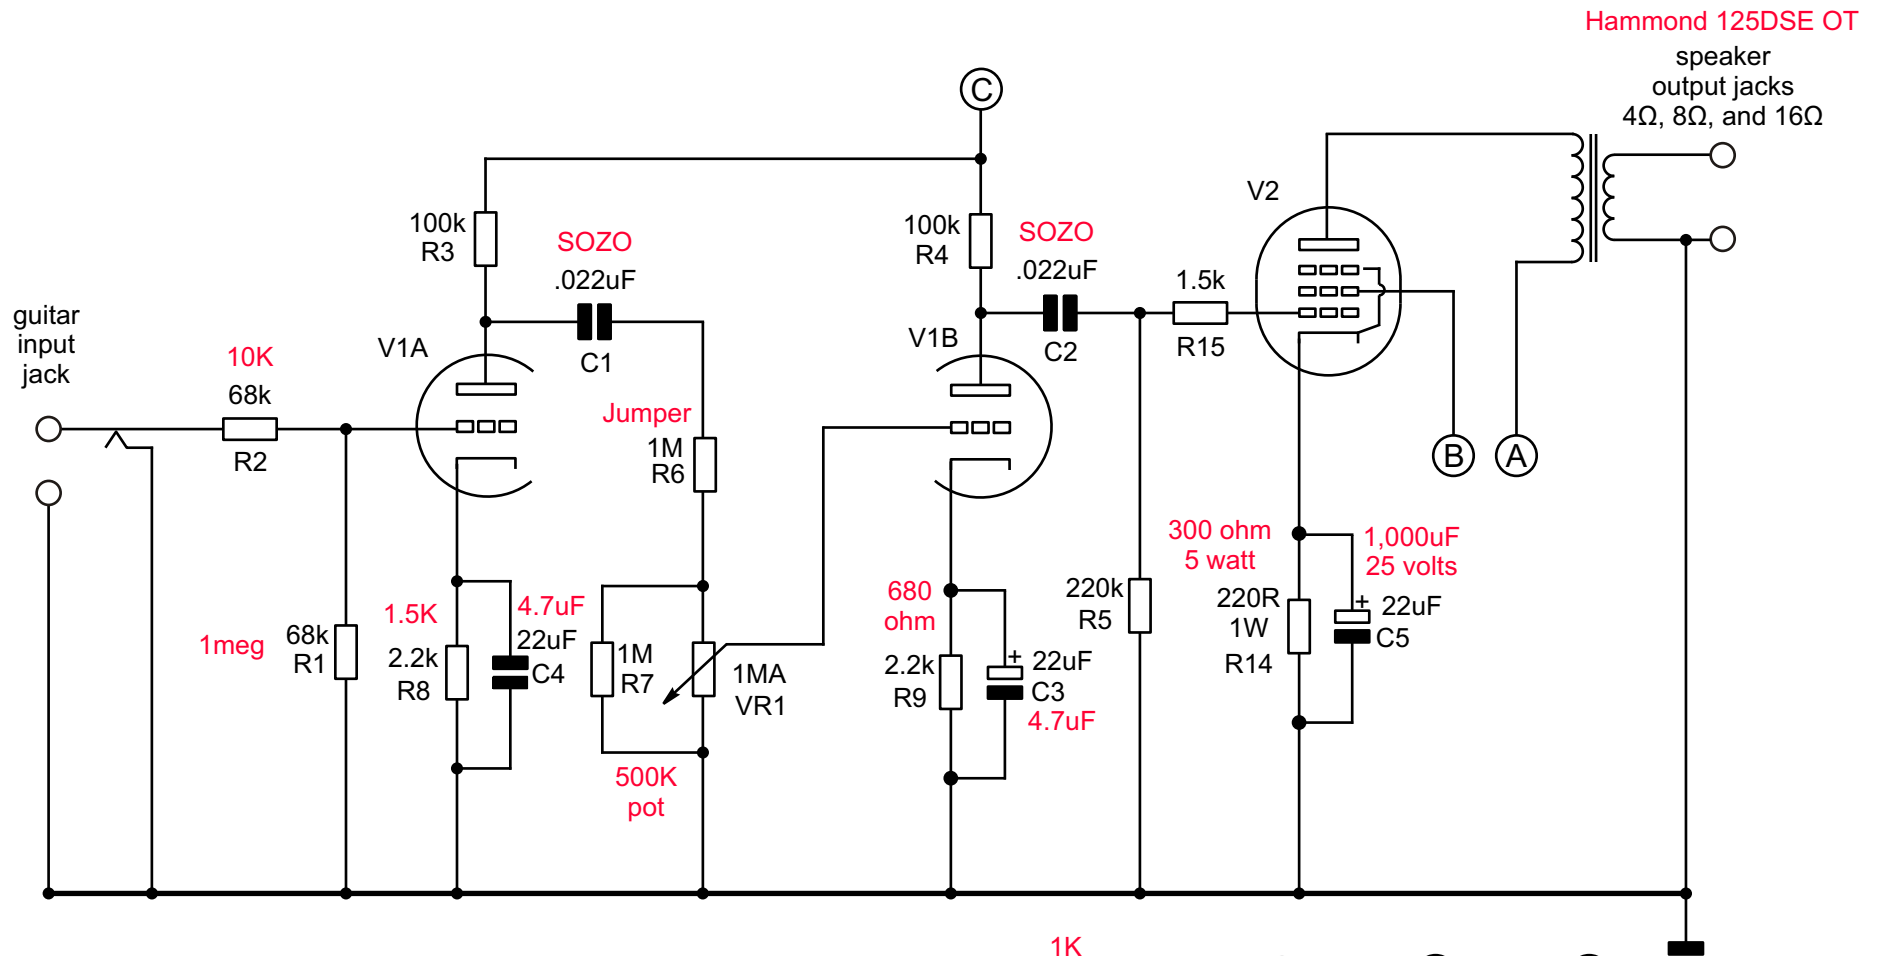 Hammond 125DSE OT
speaker
output jacks
4Ω, 8Ω, and 16Ω
C
V2
100k
R3
SOZO
.022uF
C1
100k
R4
SOZO
.022uF
C2
1.5k
R15
guitar
input
jack
10K
68k
R2
V1A
Jumper
1M
R6
V1B
B
A
1meg
68k
R1
1.5K
2.2k
R8
4.7uF
22uF
C4
1M
R7
1MA
VR1
500K
pot
680
ohm
2.2k
R9
+
22uF
C3
4.7uF
220k
R5
300 ohm
5 watt
220R
1W
R14
1,000uF
25 volts
+
22uF
C5
1K